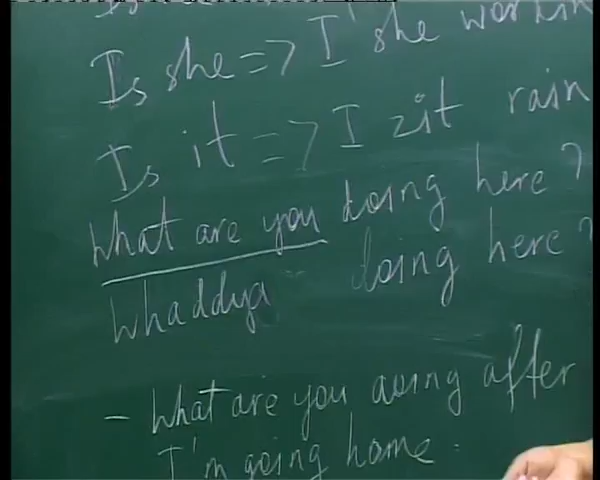 Is she => I' she workin
Is it => I zit rain
What are you doing here ?
Whaddya doing here ?
- What are you doing after
I'm going home.